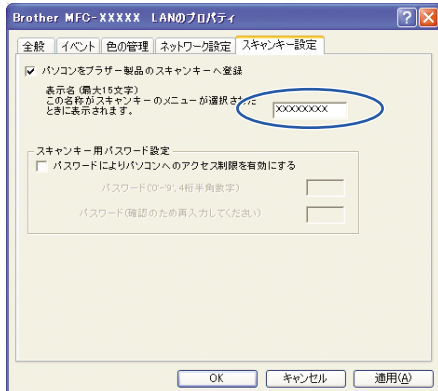 Brother MFC-XXXXX LANのプロパティ
全般 イベント 色の管理 ネットワーク設定 スキャンキー設定
パソコンをブラザー製品のスキャンキーへ登録
表示名(最大15文字)
この名称がスキャンキーのメニューが選択された
ときに表示されます。
XXXXXXXX
スキャンキー用パスワード設定
パスワードによりパソコンへのアクセス制限を有効にする
パスワード('0'-'9', 4桁半角数字)
パスワード(確認のため再入力してください)
OK キャンセル 適用(A)